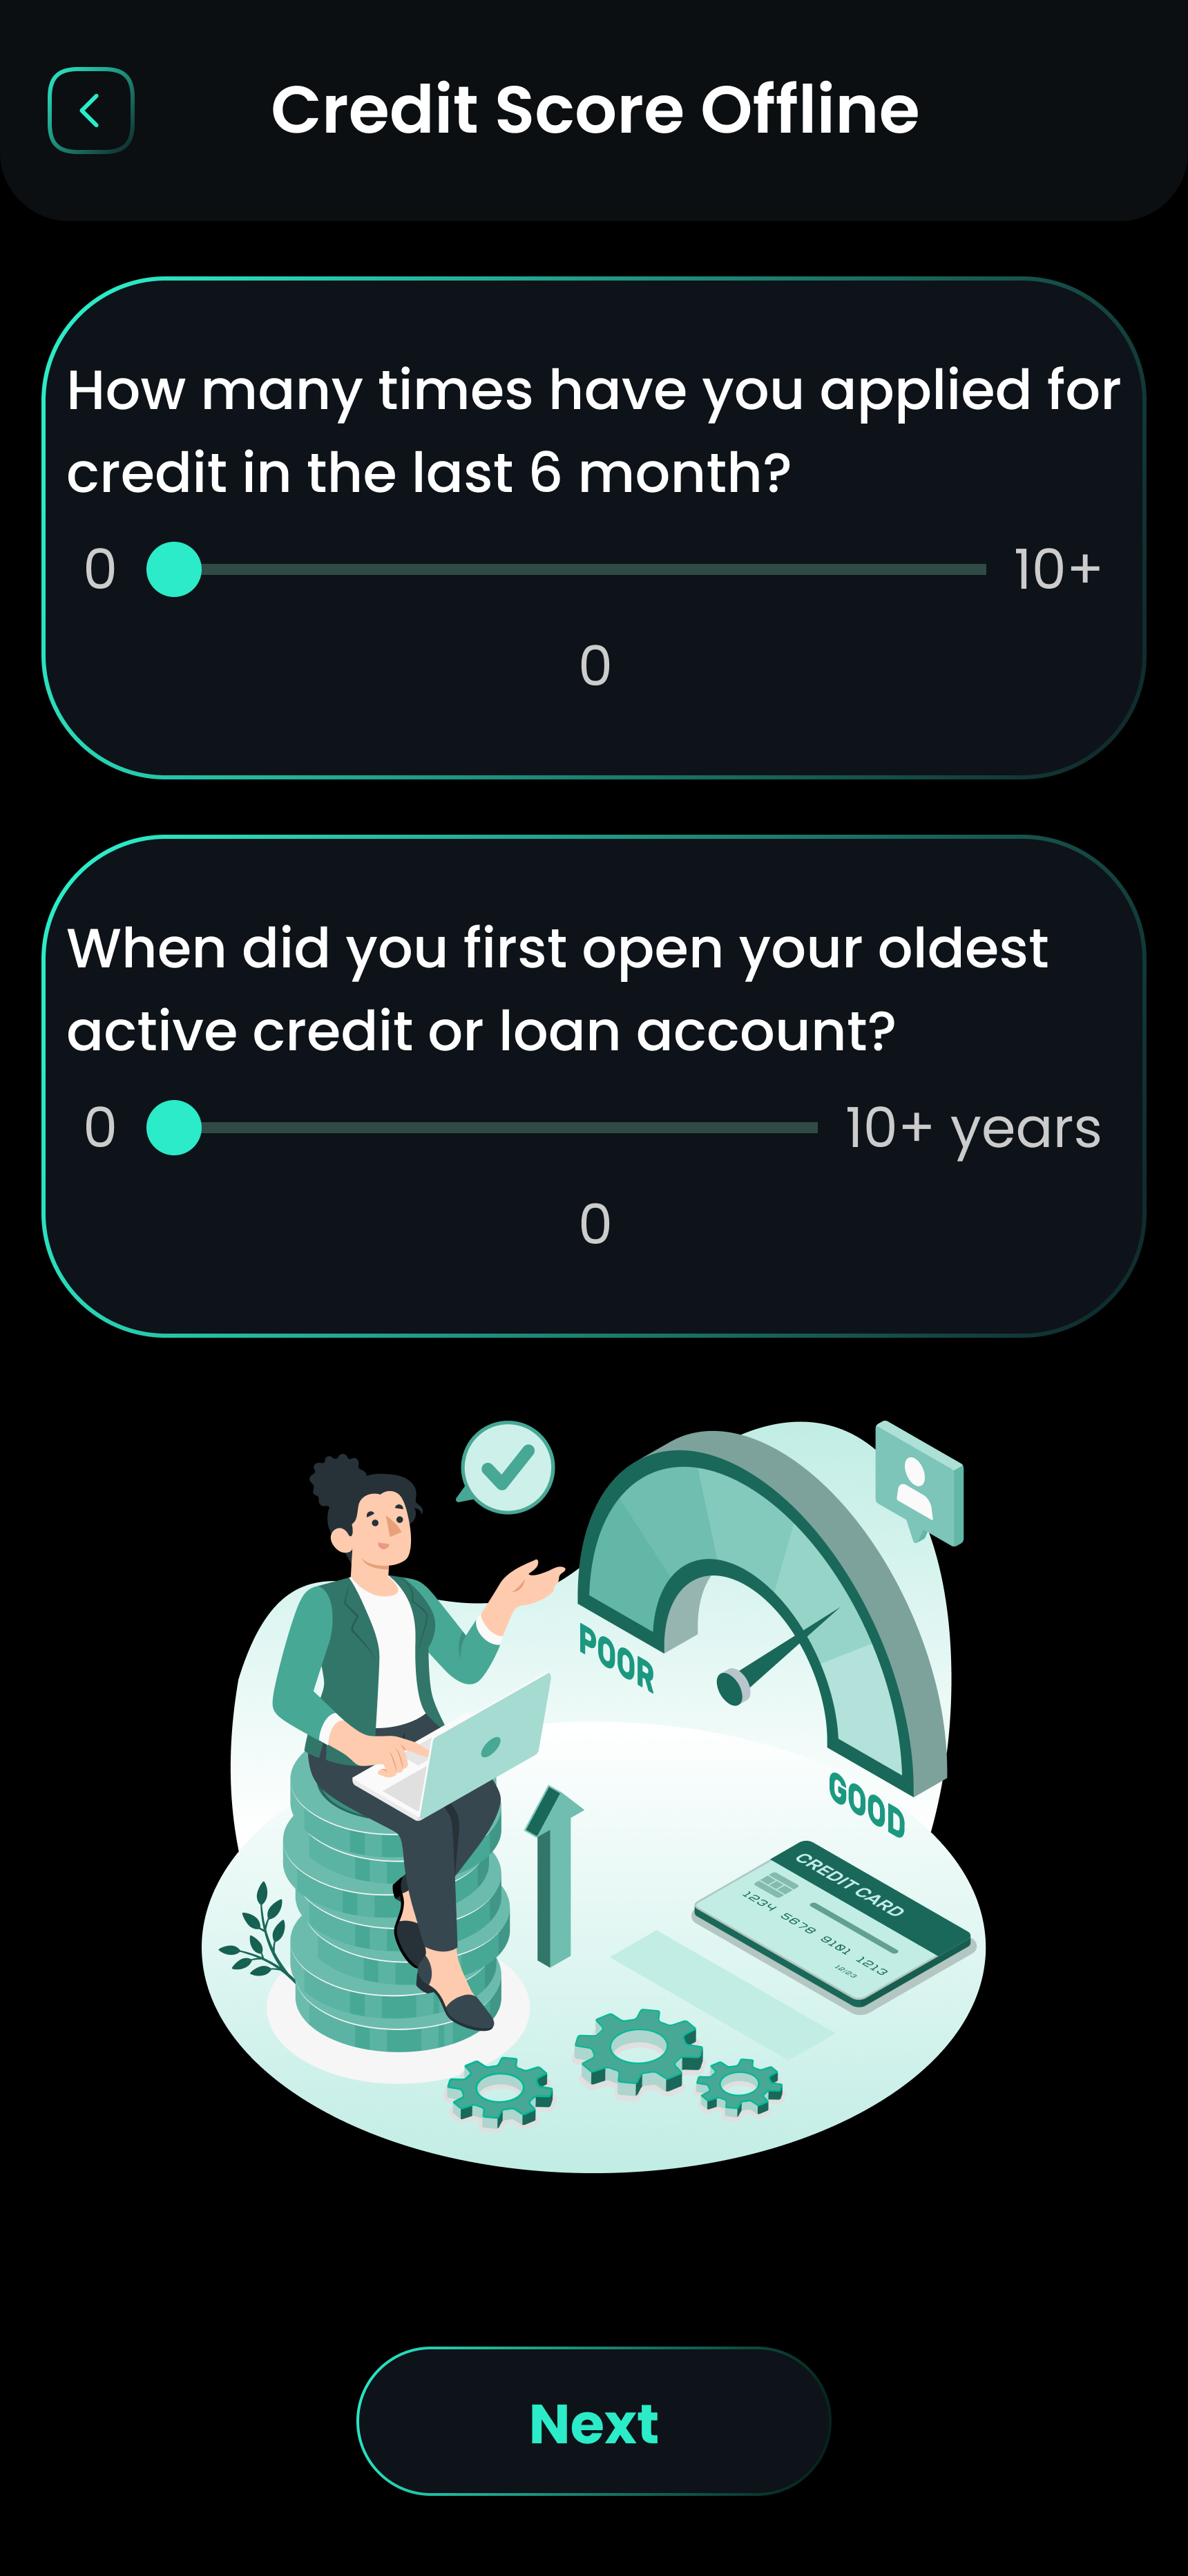 Credit Score Offline
How many times have you applied for
credit in the last 6 month?
0 10+
0
When did you first open your oldest
active credit or loan account?
0 10+ years
0
POOR
GOOD
CREDIT CARD
1234 5678 9101 1213
12/23
Next